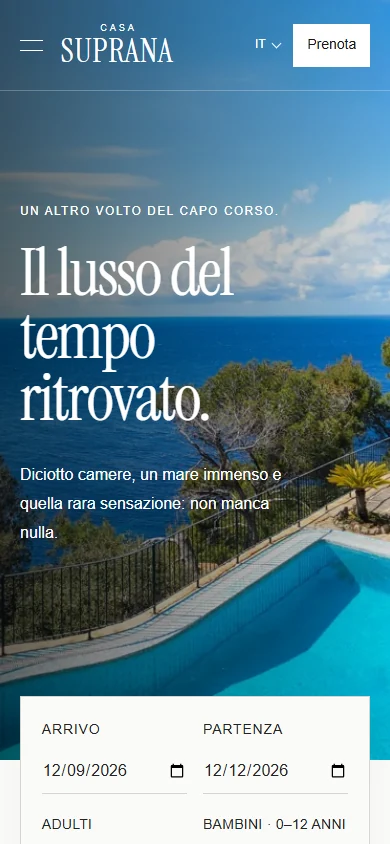 CASA
SUPRANA
IT
Prenota
UN ALTRO VOLTO DEL CAPO CORSO.
Il lusso del
tempo
ritrovato.
Diciotto camere, un mare immenso e
quella rara sensazione: non manca
nulla.
ARRIVO
PARTENZA
12/09/2026
12/12/2026
ADULTI
BAMBINI · 0–12 ANNI